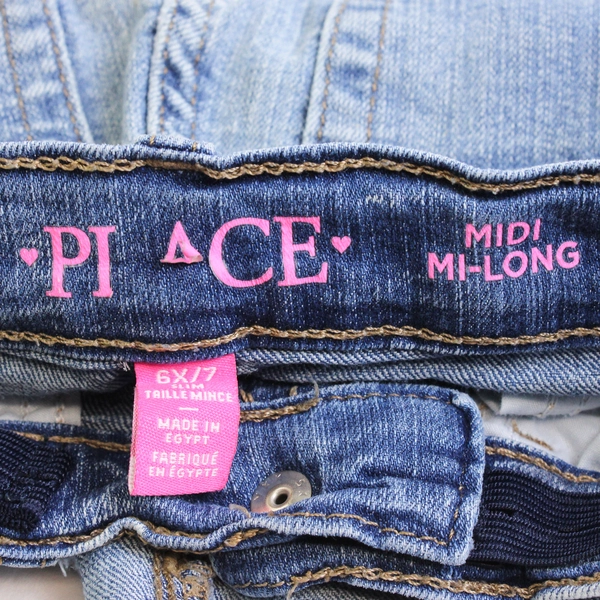 ♥PLACE♥
MIDI
MI-LONG
6X/7
SLIM
TAILLE MINCE
—
MADE IN
EGYPT
FABRIQUÉ
EN ÉGYPTE